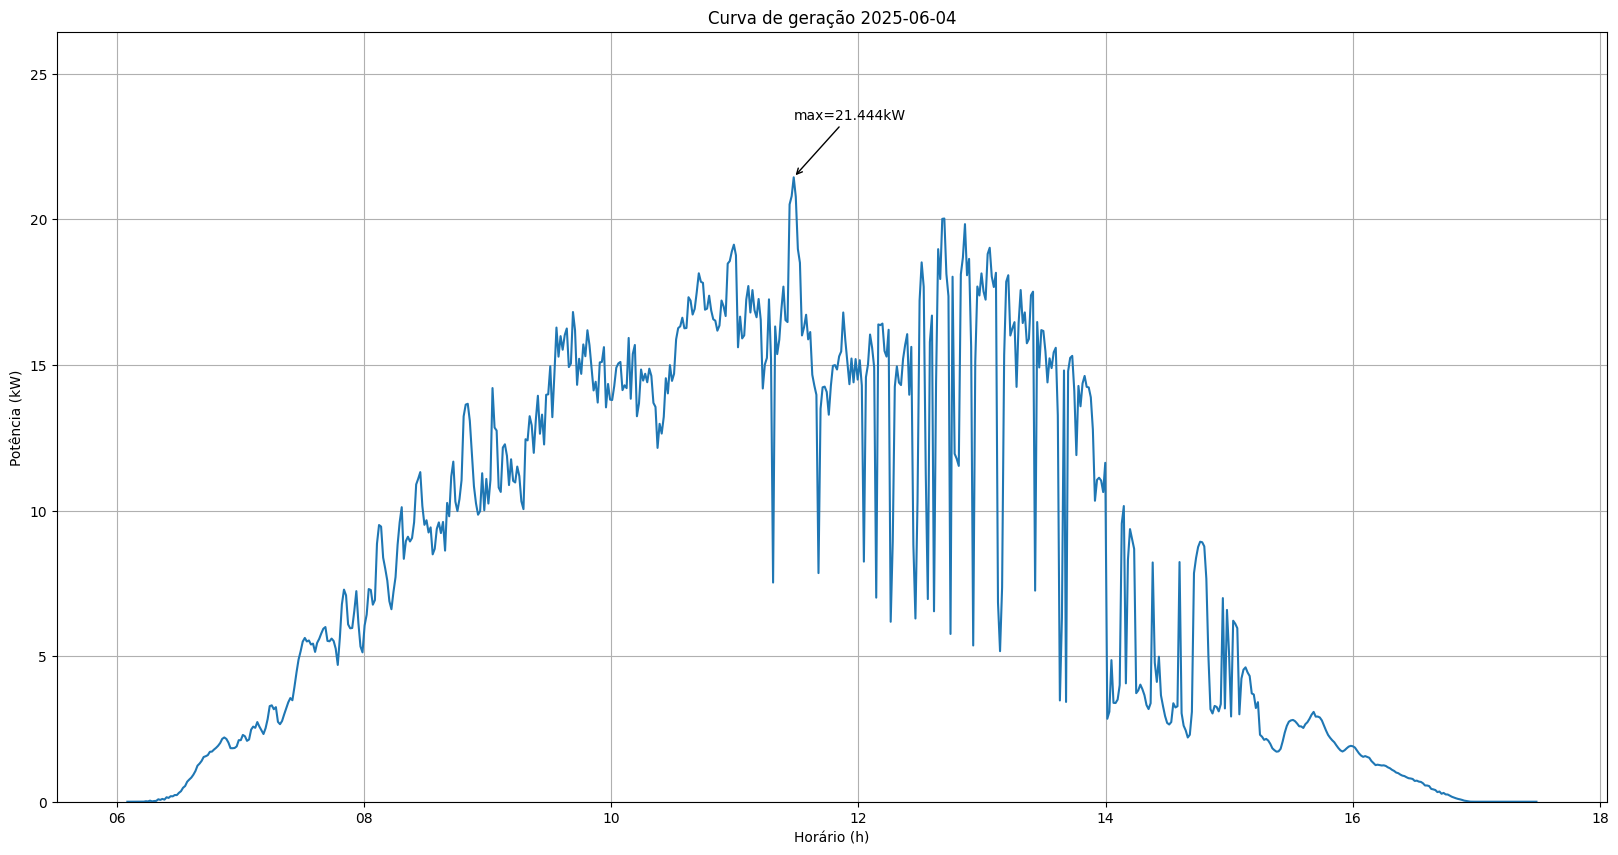 Curva de geração 2025-06-04
25
max=21.444kW
20
15
Potência (kW)
10
5
0
06 08 10 12 14 16 18
Horário (h)